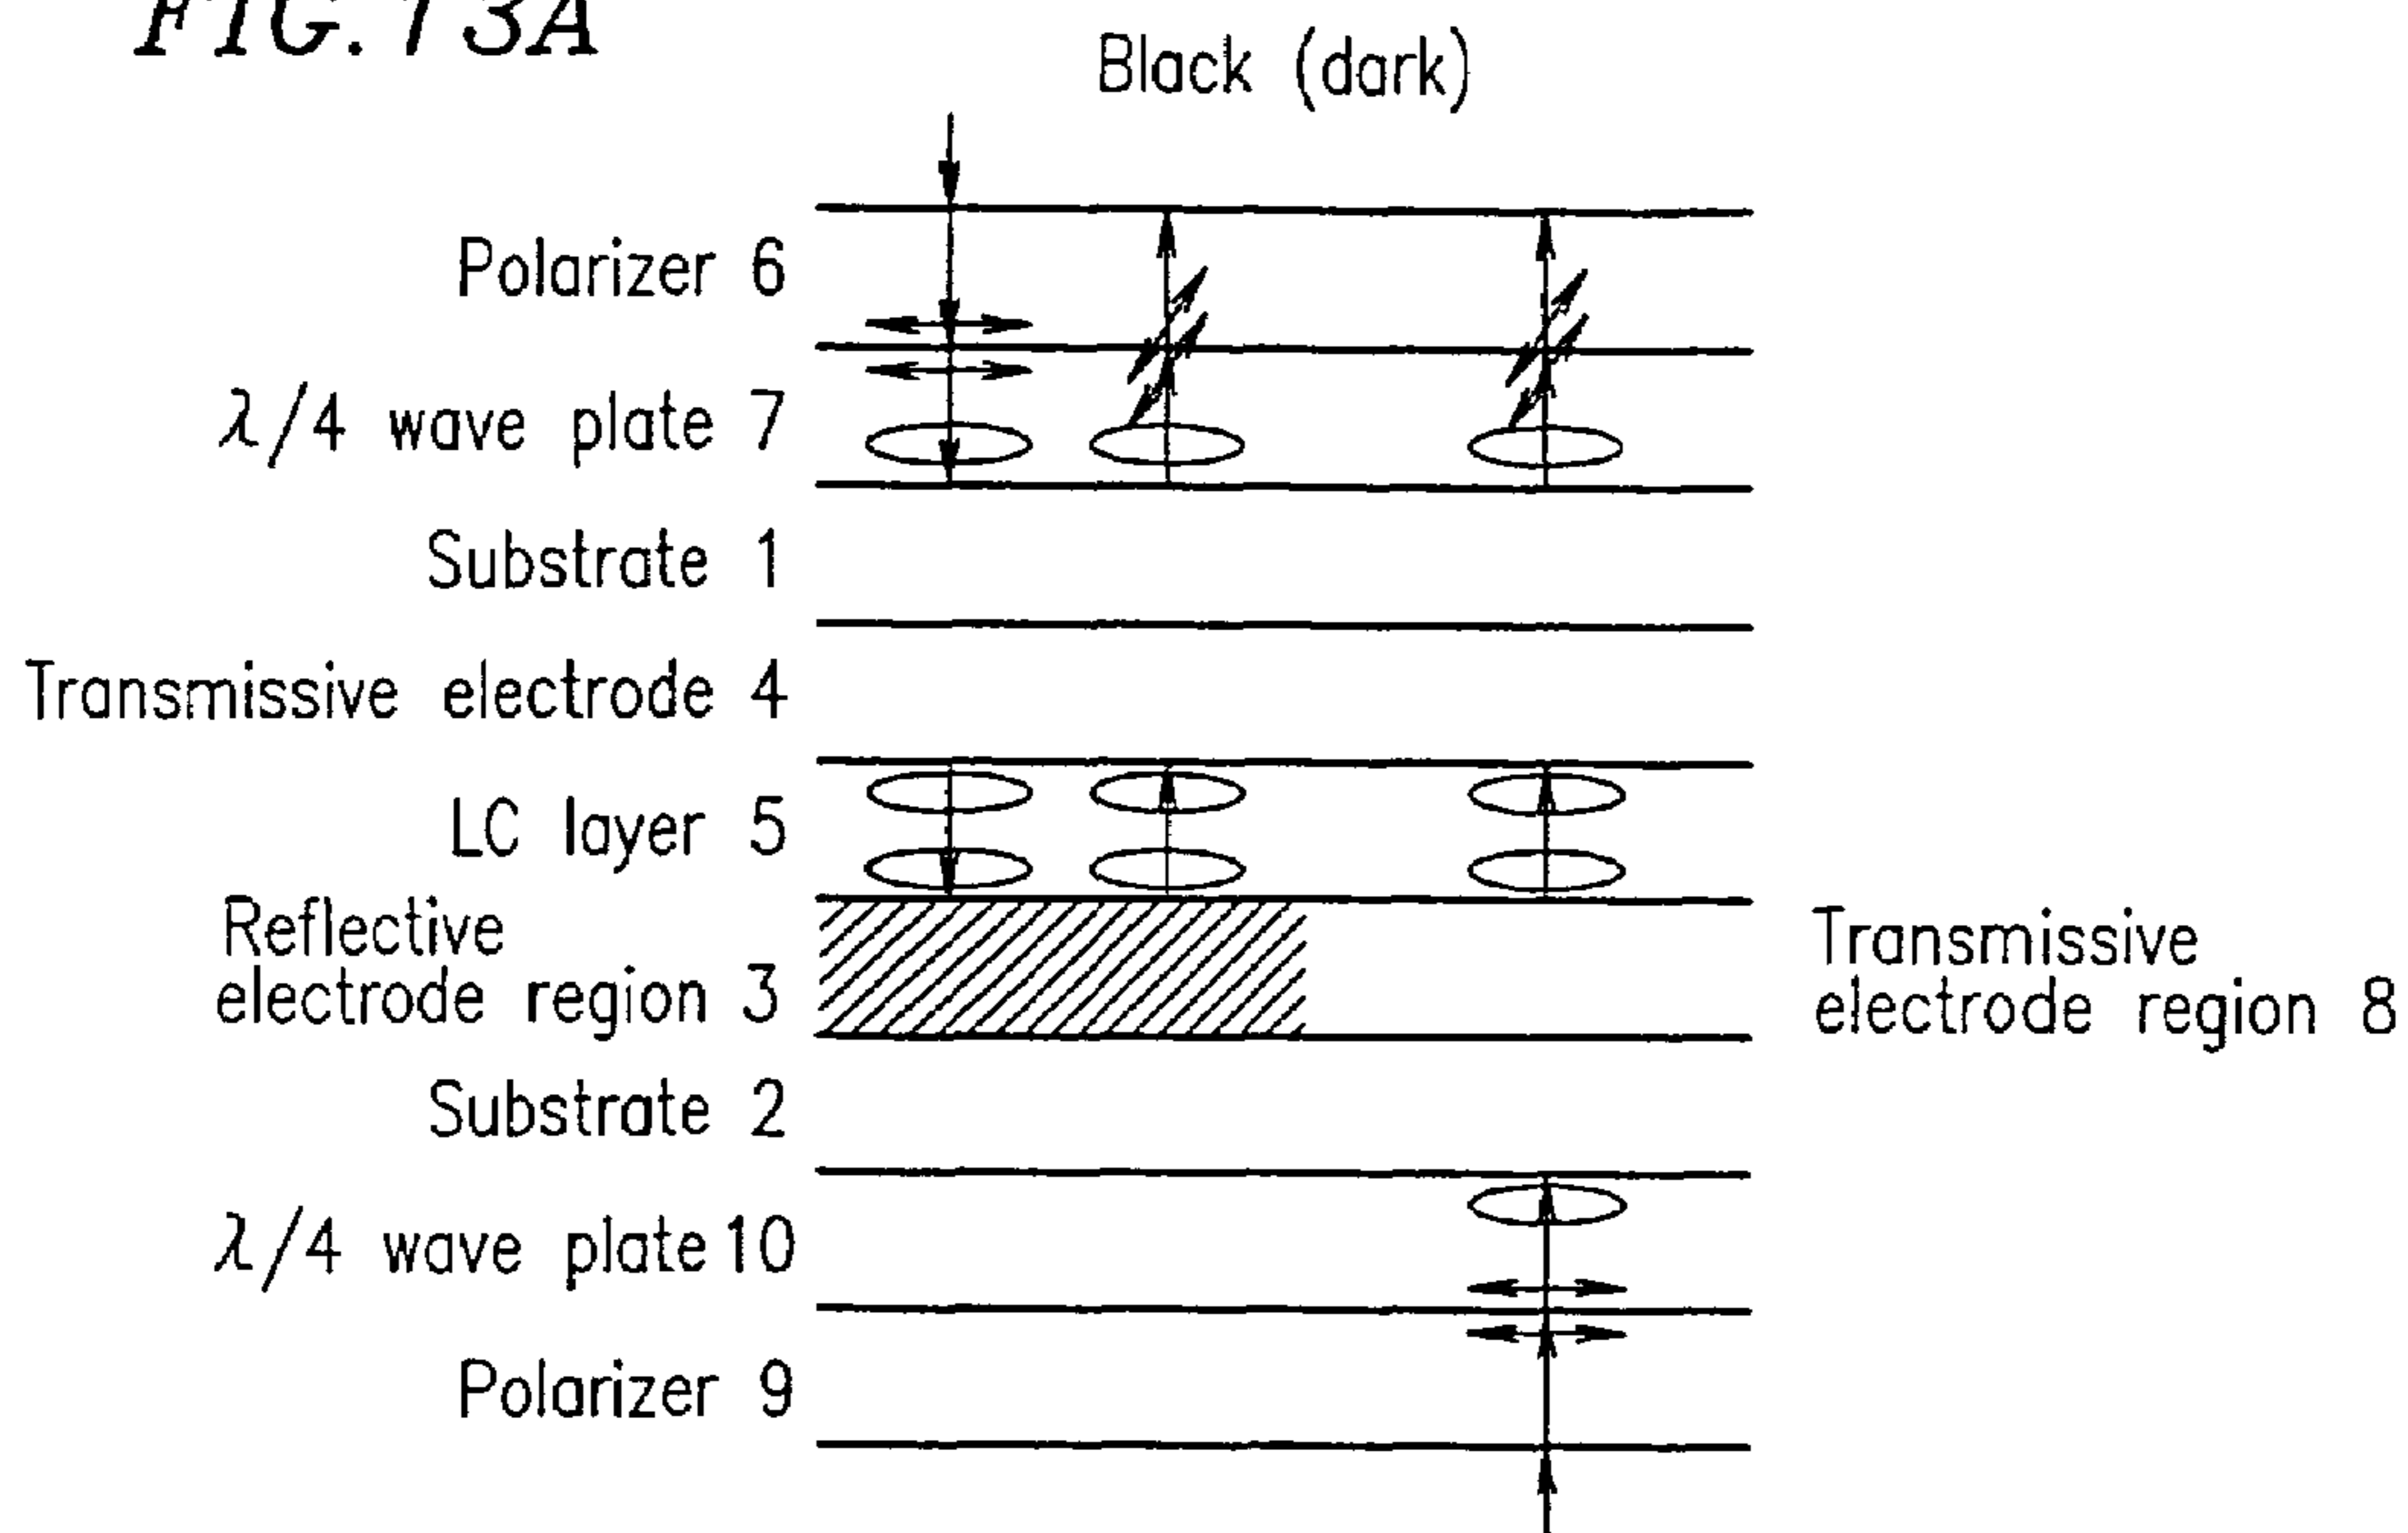 FIG.13A
Black (dark)
Polarizer 6
λ/4 wave plate 7
Substrate 1
Transmissive electrode 4
LC layer 5
Reflective
electrode region 3
Transmissive
electrode region 8
Substrate 2
λ/4 wave plate 10
Polarizer 9